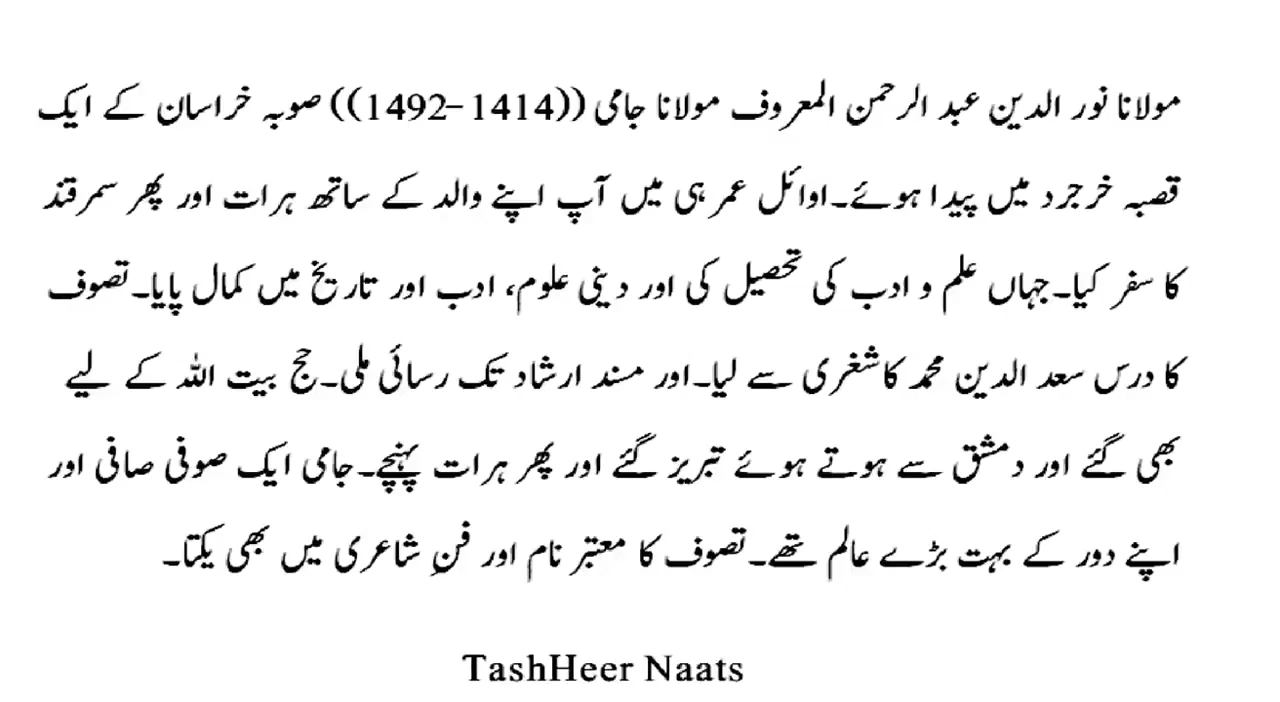 مولانا نور الدین عبد الرحمن المعروف مولانا جامی ((1414-1492)) صوبہ خراسان کے ایک
قصبہ خرجرد میں پیدا ہوئے۔اوائل عمر ہی میں آپ اپنے والد کے ساتھ ہرات اور پھر سمرقند
کا سفر کیا۔جہاں علم و ادب کی تحصیل کی اور دینی علوم، ادب اور تاریخ میں کمال پایا۔تصوف
کا درس سعد الدین محمد کاشغری سے لیا۔اور مسند ارشاد تک رسائی ملی۔حج بیت اللہ کے لیے
بھی گئے اور دمشق سے ہوتے ہوئے تبریز گئے اور پھر ہرات پہنچے۔جامی ایک صوفی صافی اور
اپنے دور کے بہت بڑے عالم تھے۔تصوف کا معتبر نام اور فنِ شاعری میں بھی یکتا۔
TashHeer Naats